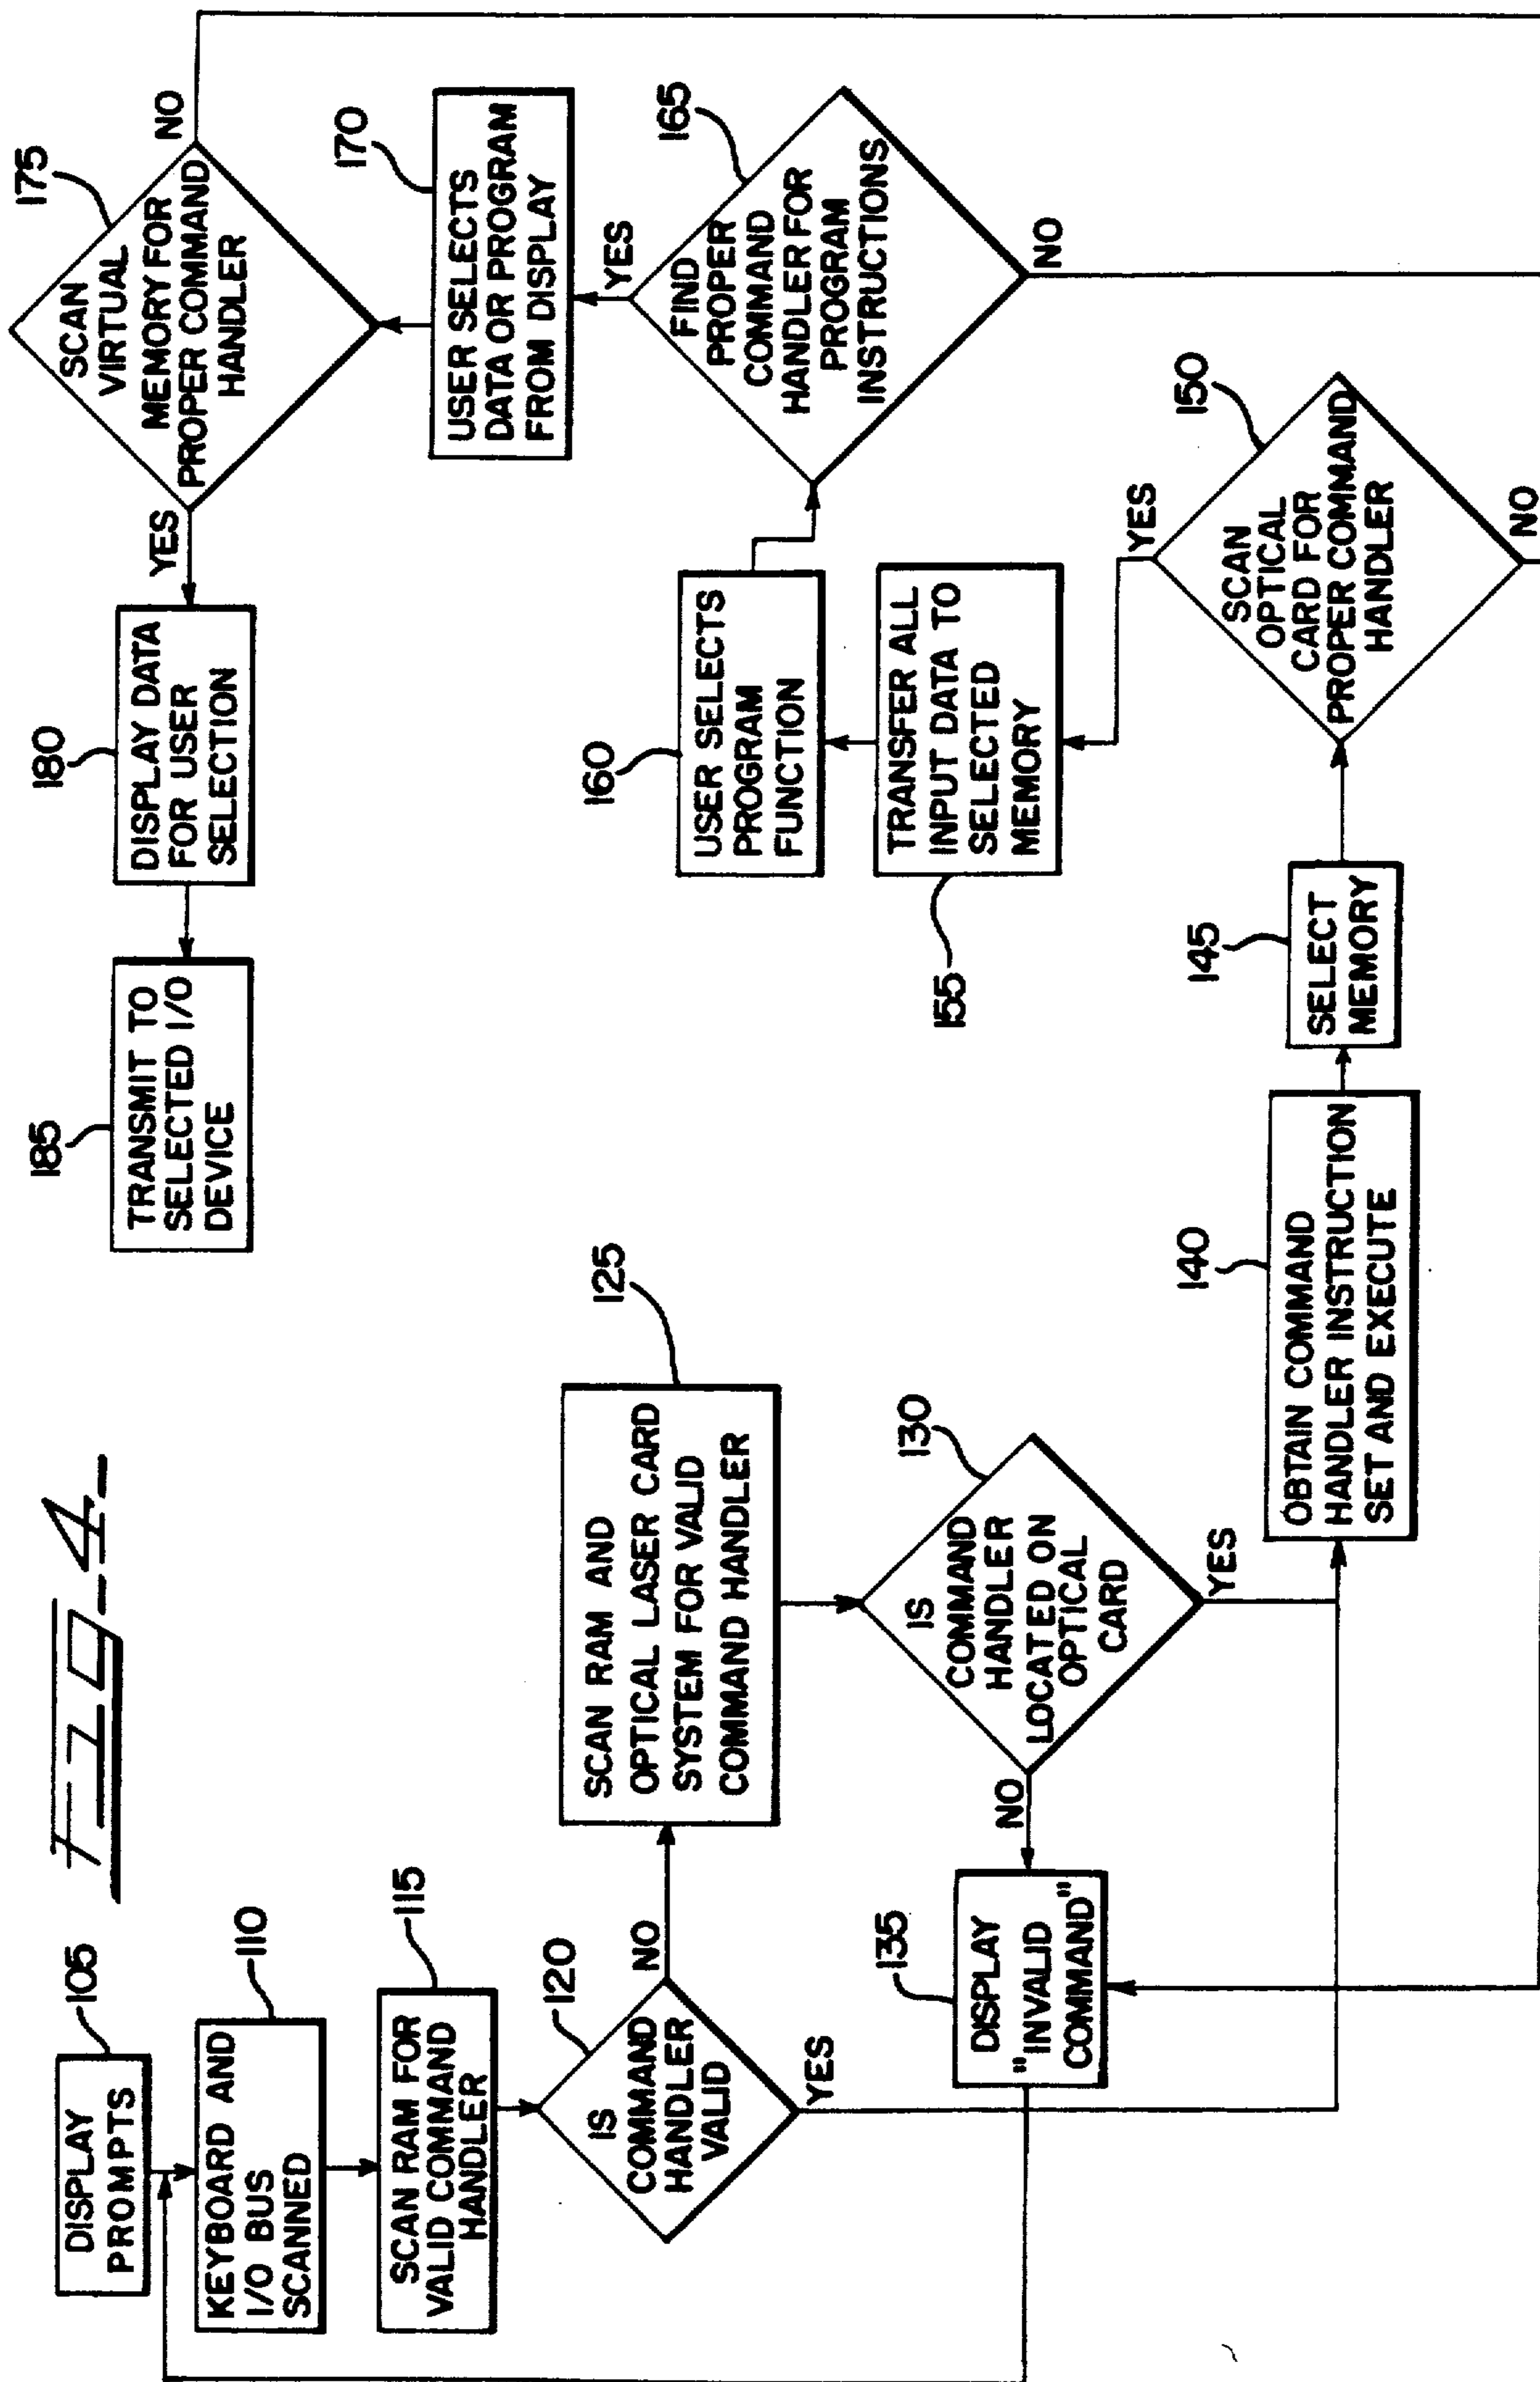 FIG-4-
105
DISPLAY
PROMPTS
110
KEYBOARD AND
I/O BUS
SCANNED
115
SCAN RAM FOR
VALID COMMAND
HANDLER
120
IS
COMMAND
HANDLER
VALID
NO
YES
125
SCAN RAM AND
OPTICAL LASER CARD
SYSTEM FOR VALID
COMMAND HANDLER
130
IS
COMMAND
HANDLER
LOCATED ON
OPTICAL
CARD
NO
YES
135
DISPLAY
"INVALID
COMMAND"
140
OBTAIN COMMAND
HANDLER INSTRUCTION
SET AND EXECUTE
145
SELECT
MEMORY
150
SCAN
OPTICAL
CARD FOR
PROPER COMMAND
HANDLER
YES
NO
155
TRANSFER ALL
INPUT DATA TO
SELECTED
MEMORY
160
USER SELECTS
PROGRAM
FUNCTION
165
FIND
PROPER
COMMAND
HANDLER FOR
PROGRAM
INSTRUCTIONS
YES
NO
170
USER SELECTS
DATA OR PROGRAM
FROM DISPLAY
175
SCAN
VIRTUAL
MEMORY FOR
PROPER COMMAND
HANDLER
NO
YES
180
DISPLAY DATA
FOR USER
SELECTION
185
TRANSMIT TO
SELECTED I/O
DEVICE